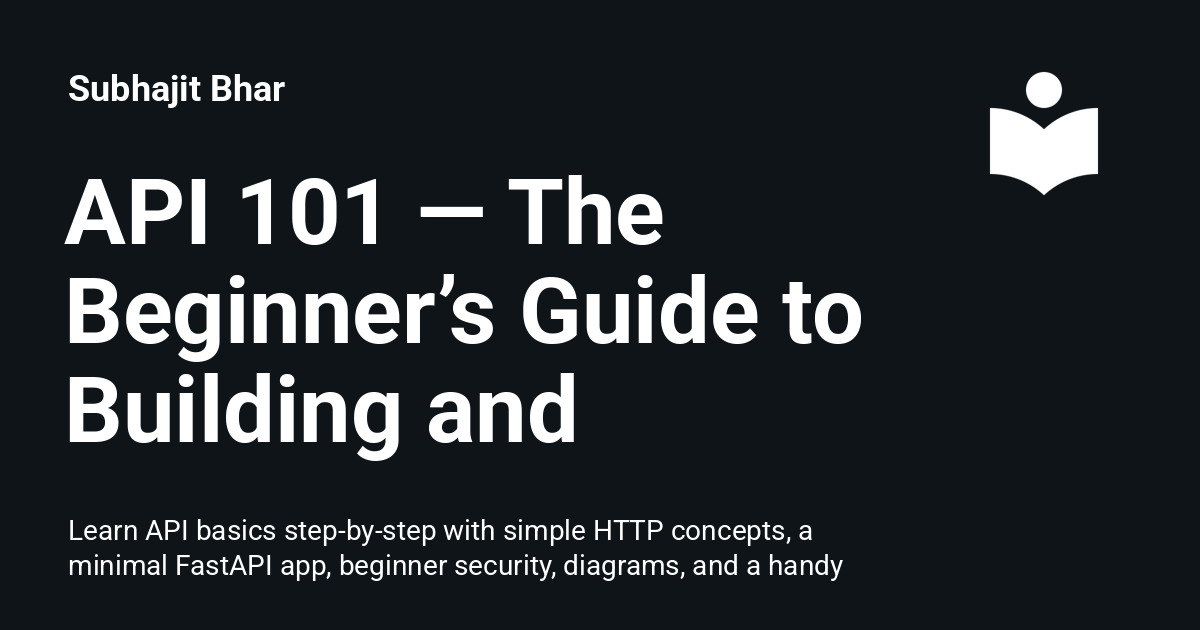 Subhajit Bhar
API 101 — The
Beginner’s Guide to
Building and
Learn API basics step-by-step with simple HTTP concepts, a
minimal FastAPI app, beginner security, diagrams, and a handy